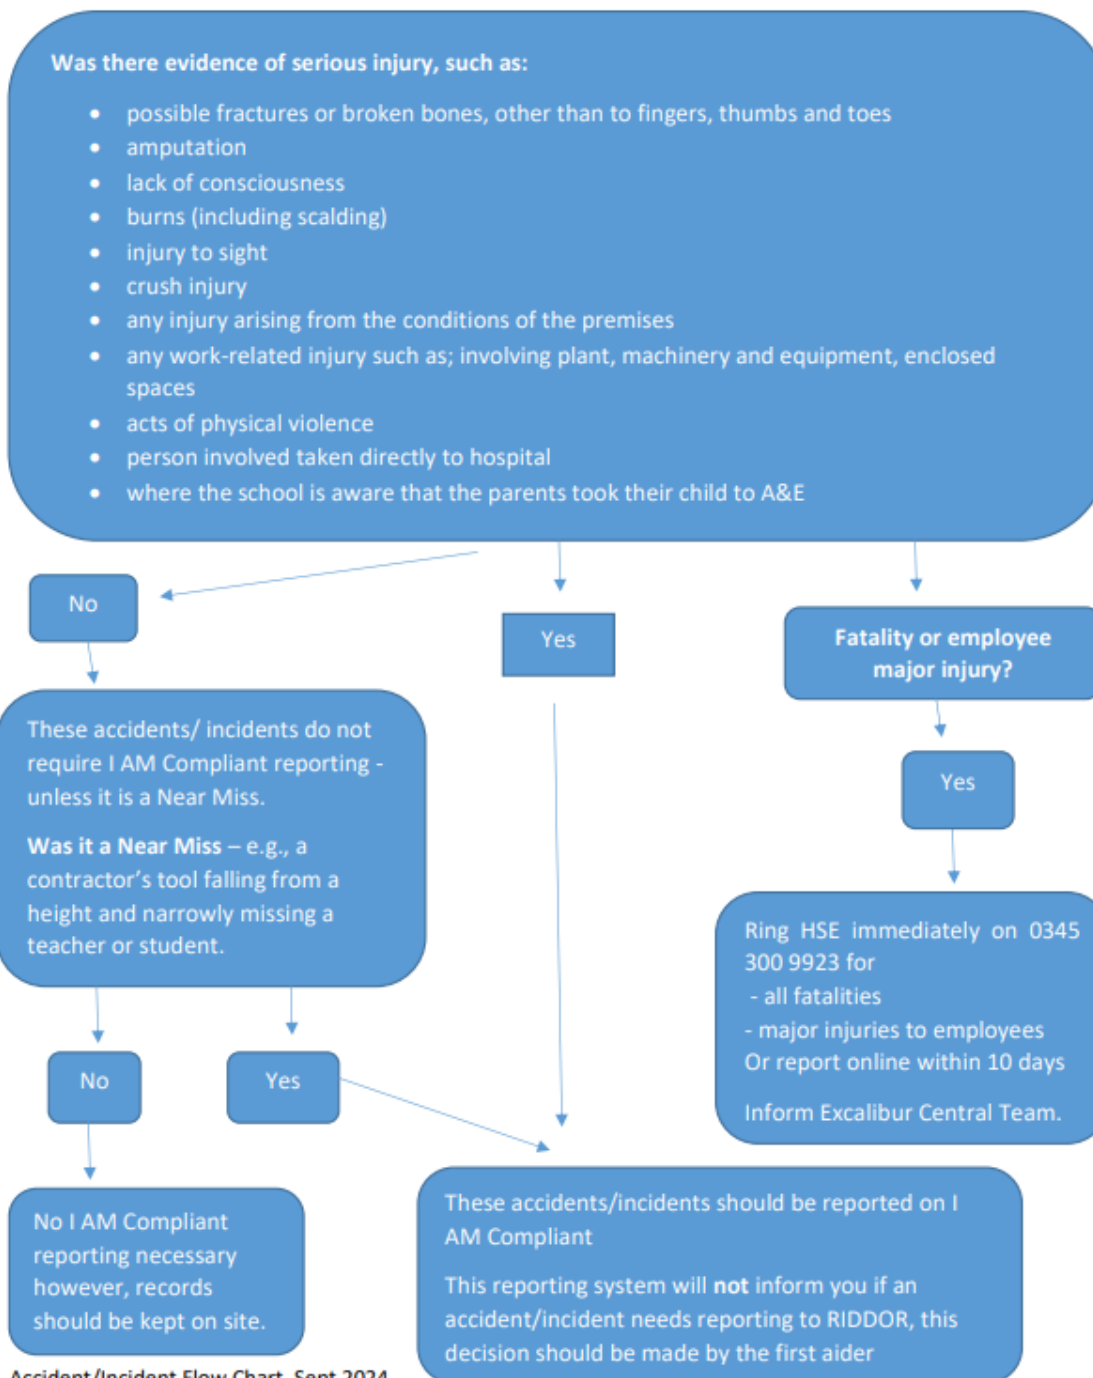 Was there evidence of serious injury, such as:
• possible fractures or broken bones, other than to fingers, thumbs and toes
• amputation
• lack of consciousness
• burns (including scalding)
• injury to sight
• crush injury
• any injury arising from the conditions of the premises
• any work-related injury such as; involving plant, machinery and equipment, enclosed
spaces
• acts of physical violence
• person involved taken directly to hospital
• where the school is aware that the parents took their child to A&E
No
Yes
Fatality or employee
major injury?
These accidents/ incidents do not
require I AM Compliant reporting -
unless it is a Near Miss.
Was it a Near Miss – e.g., a
contractor's tool falling from a
height and narrowly missing a
teacher or student.
Yes
Ring HSE immediately on 0345
300 9923 for
- all fatalities
- major injuries to employees
Or report online within 10 days
Inform Excalibur Central Team.
No
Yes
No I AM Compliant
reporting necessary
however, records
should be kept on site.
These accidents/incidents should be reported on I
AM Compliant
This reporting system will not inform you if an
accident/incident needs reporting to RIDDOR, this
decision should be made by the first aider
Accident/Incident Flow Chart, Sept 2024